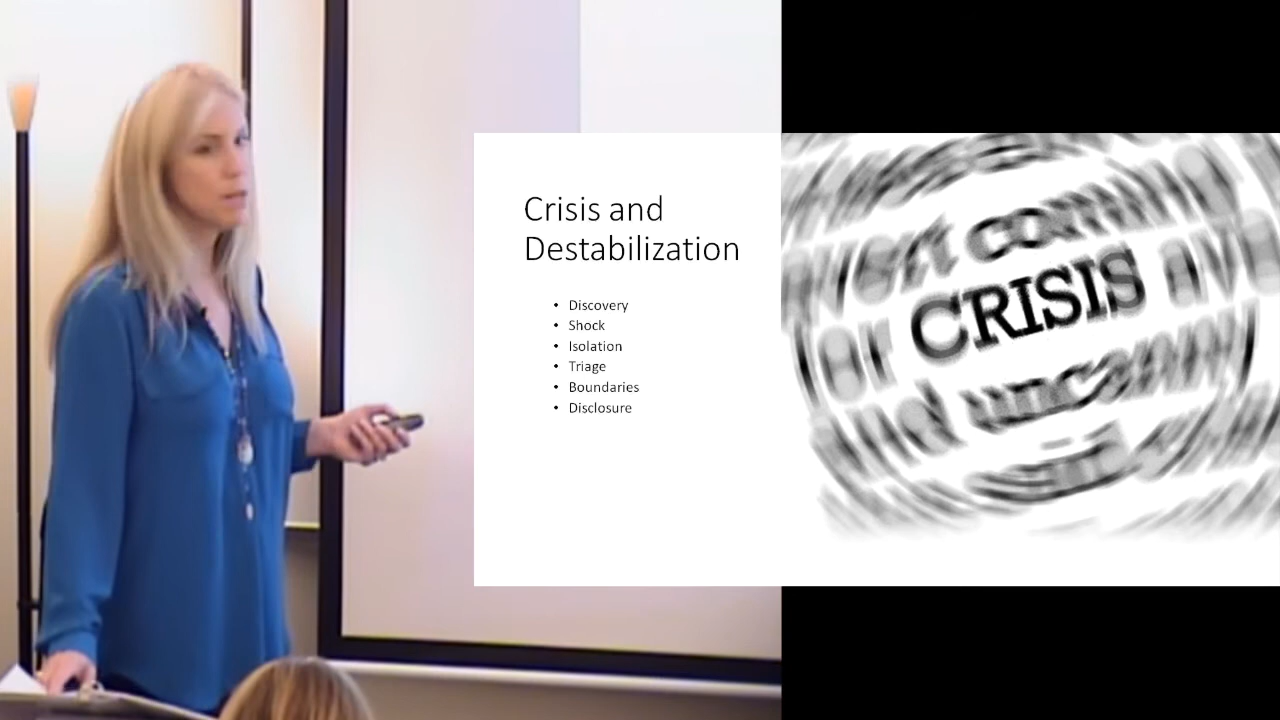 Crisis and
Destabilization
• Discovery
• Shock
• Isolation
• Triage
• Boundaries
• Disclosure
CRISIS